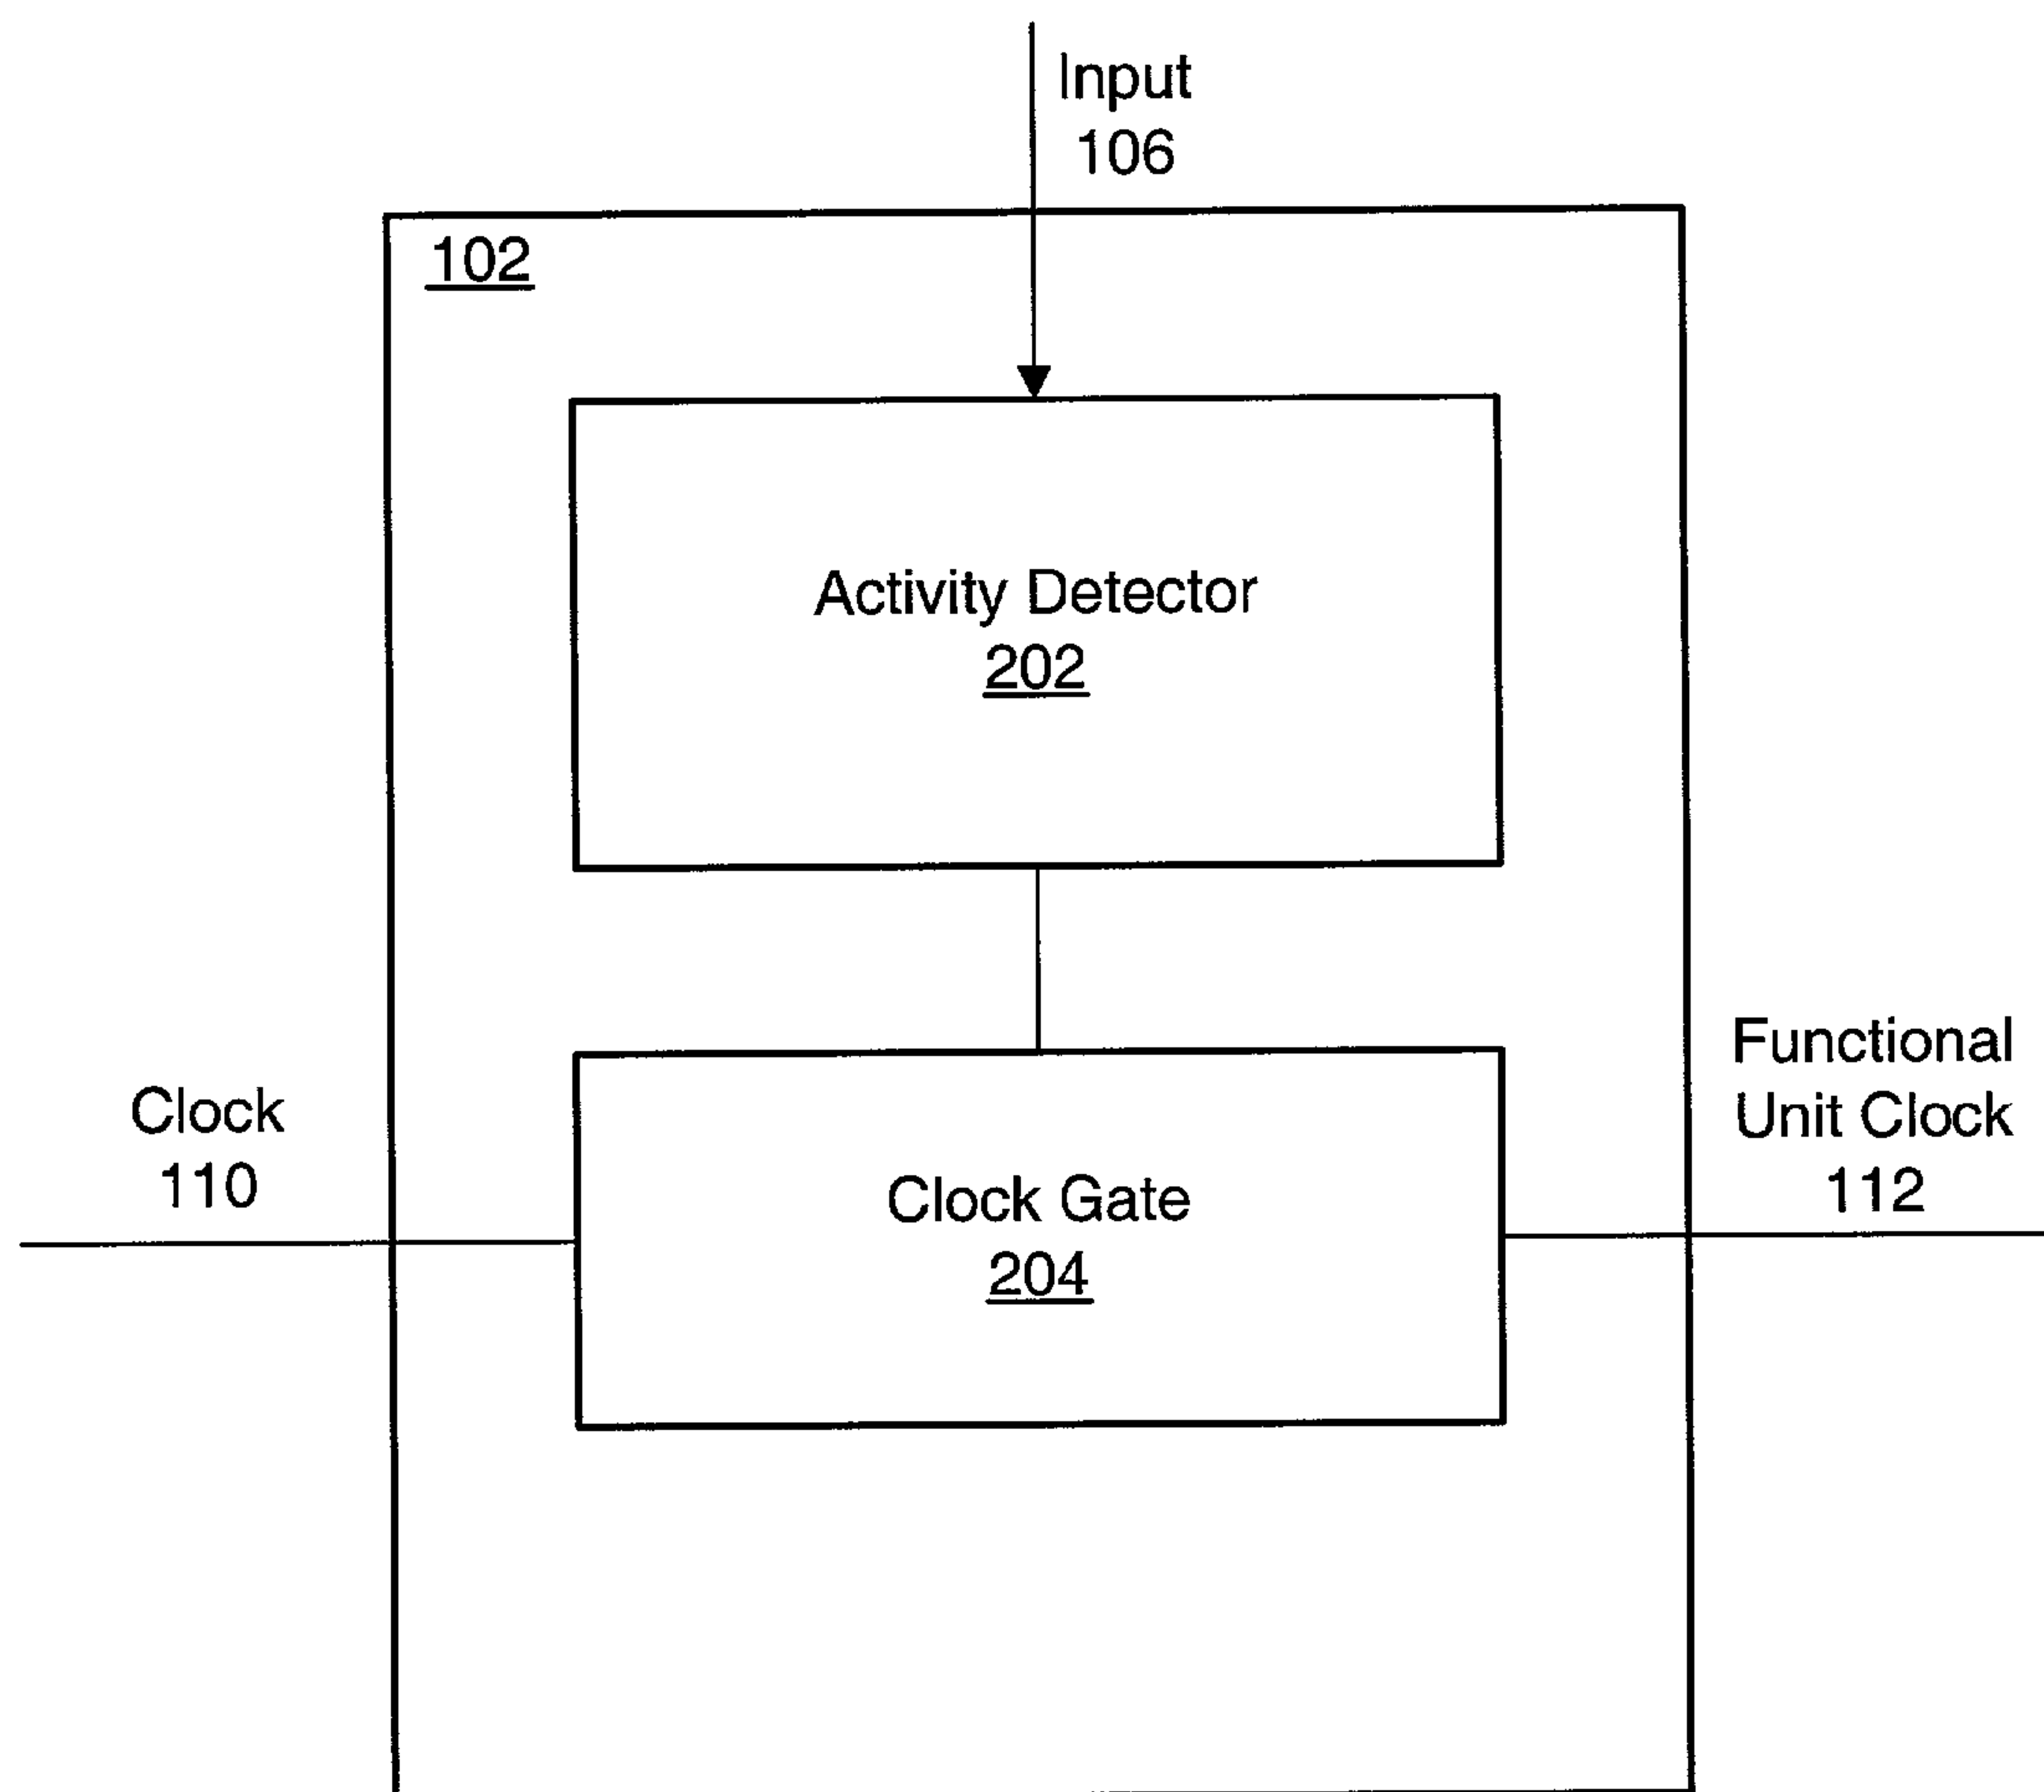 Input
106
102
Activity Detector
202
Clock
110
Functional
Unit Clock
112
Clock Gate
204